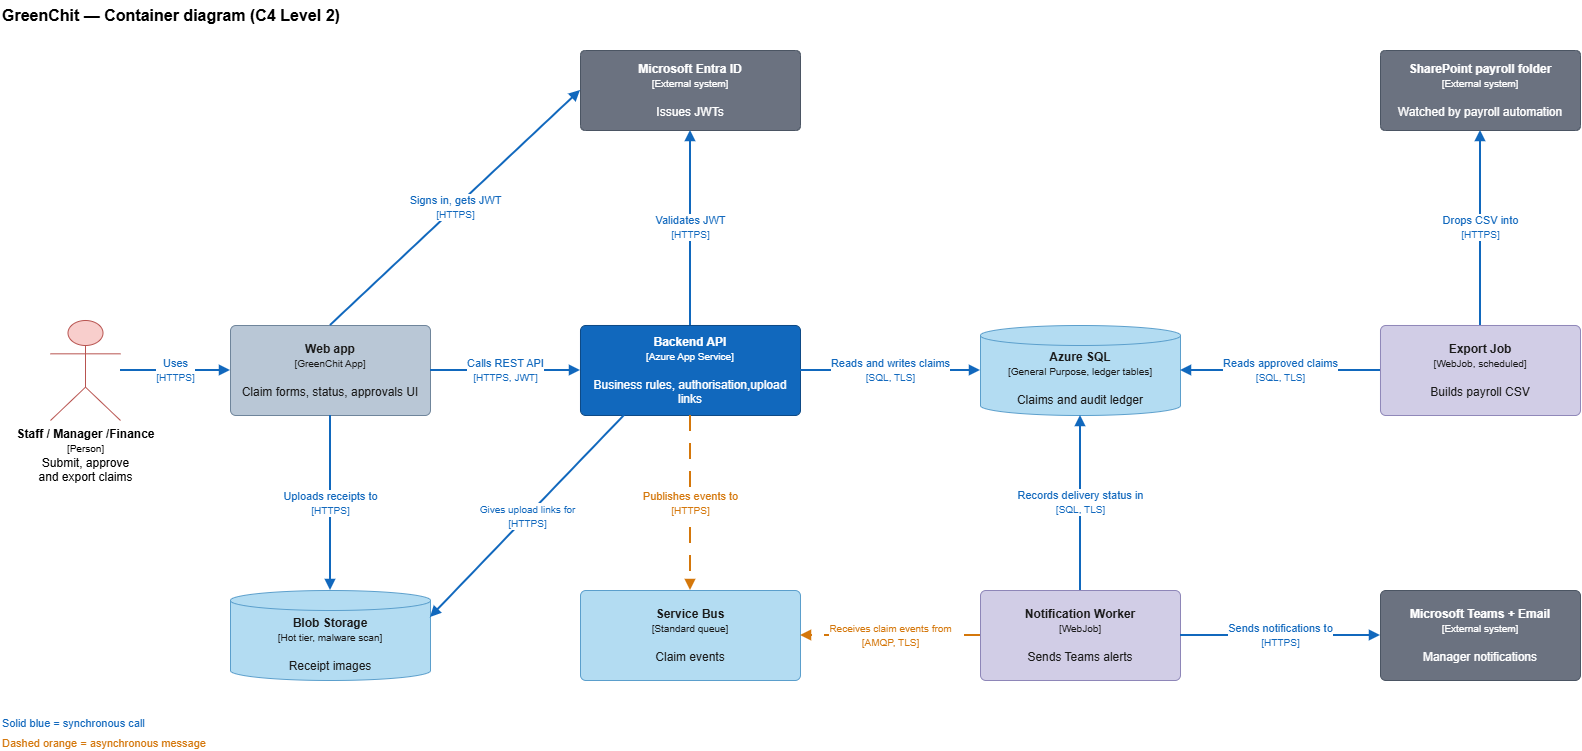 GreenChit — Container diagram (C4 Level 2)
Microsoft Entra ID
[External system]
Issues JWTs
SharePoint payroll folder
[External system]
Watched by payroll automation
Signs in, gets JWT
[HTTPS]
Validates JWT
[HTTPS]
Drops CSV into
[HTTPS]
Staff / Manager /Finance
[Person]
Submit, approve
and export claims
Uses
[HTTPS]
Web app
[GreenChit App]
Claim forms, status, approvals UI
Calls REST API
[HTTPS, JWT]
Backend API
[Azure App Service]
Business rules, authorisation,upload
links
Reads and writes claims
[SQL, TLS]
Azure SQL
[General Purpose, ledger tables]
Claims and audit ledger
Reads approved claims
[SQL, TLS]
Export Job
[WebJob, scheduled]
Builds payroll CSV
Uploads receipts to
[HTTPS]
Gives upload links for
[HTTPS]
Publishes events to
[HTTPS]
Records delivery status in
[SQL, TLS]
Blob Storage
[Hot tier, malware scan]
Receipt images
Service Bus
[Standard queue]
Claim events
Receives claim events from
[AMQP, TLS]
Notification Worker
[WebJob]
Sends Teams alerts
Sends notifications to
[HTTPS]
Microsoft Teams + Email
[External system]
Manager notifications
Solid blue = synchronous call
Dashed orange = asynchronous message